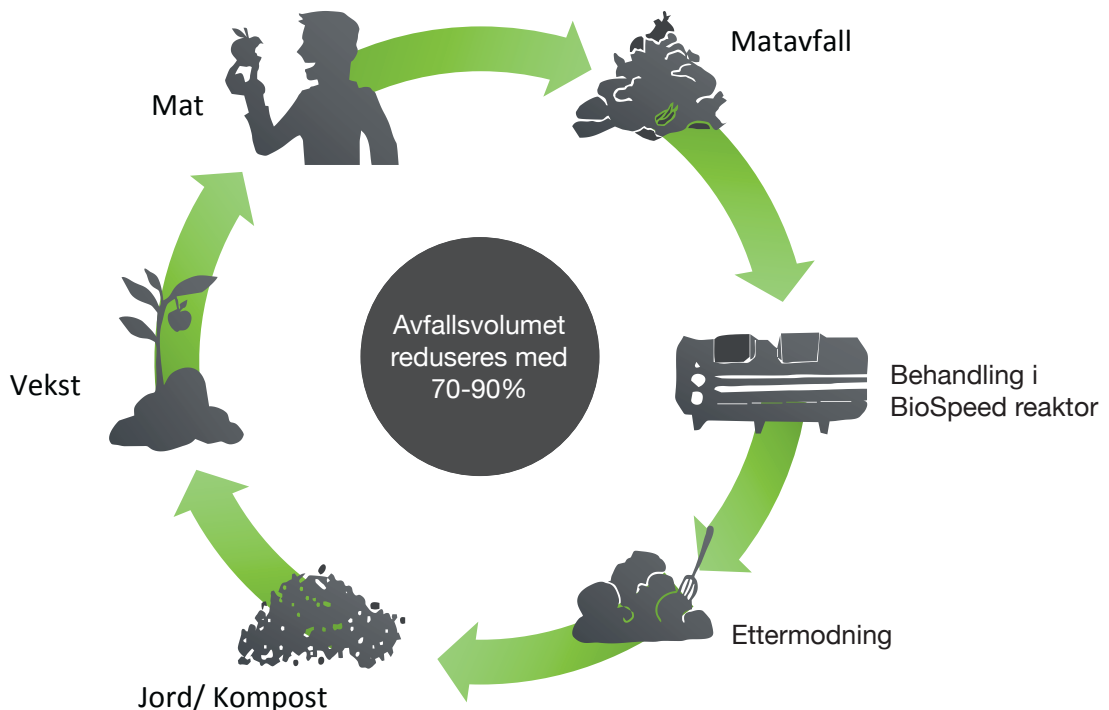 Matavfall
Mat
Avfallsvolumet
reduseres med
70-90%
Behandling i
BioSpeed reaktor
Vekst
Ettermodning
Jord/ Kompost